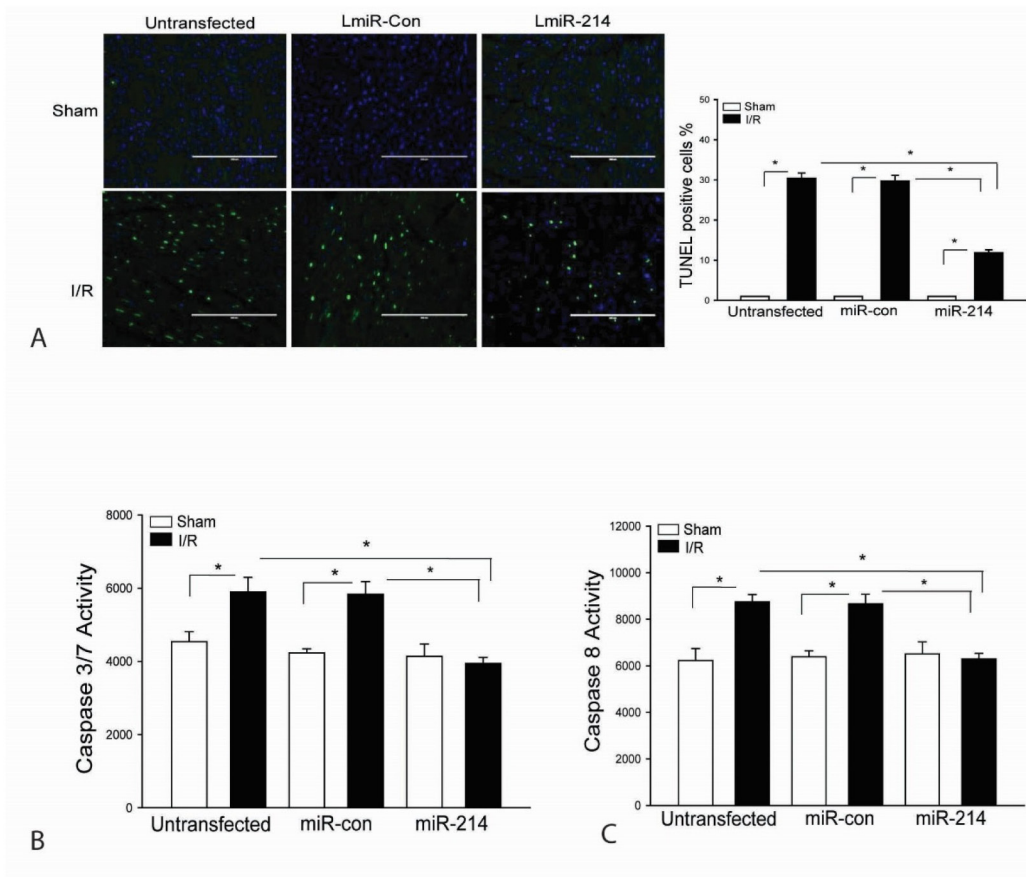 Untransfected LmiR-Con LmiR-214
Sham
I/R
A
Sham
I/R
TUNEL positive cells %
50
40
30
20
10
0
* * * * *
Untransfected miR-con miR-214
Sham
I/R
Caspase 3/7 Activity
8000
6000
4000
2000
0
* * * *
Untransfected miR-con miR-214
B
Sham
I/R
Caspase 8 Activity
12000
10000
8000
6000
4000
2000
0
* * * *
Untransfected miR-con miR-214
C